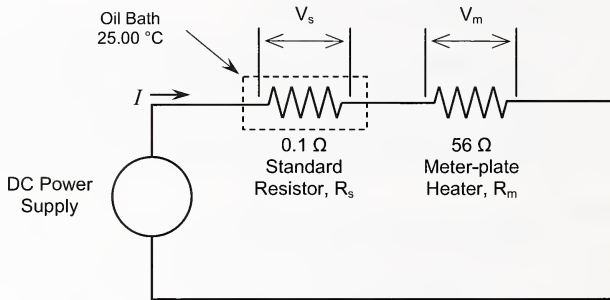 Oil Bath
25.00 °C
Vs
Vm
I
0.1 Ω
Standard
Resistor, Rs
56 Ω
Meter-plate
Heater, Rm
DC Power
Supply